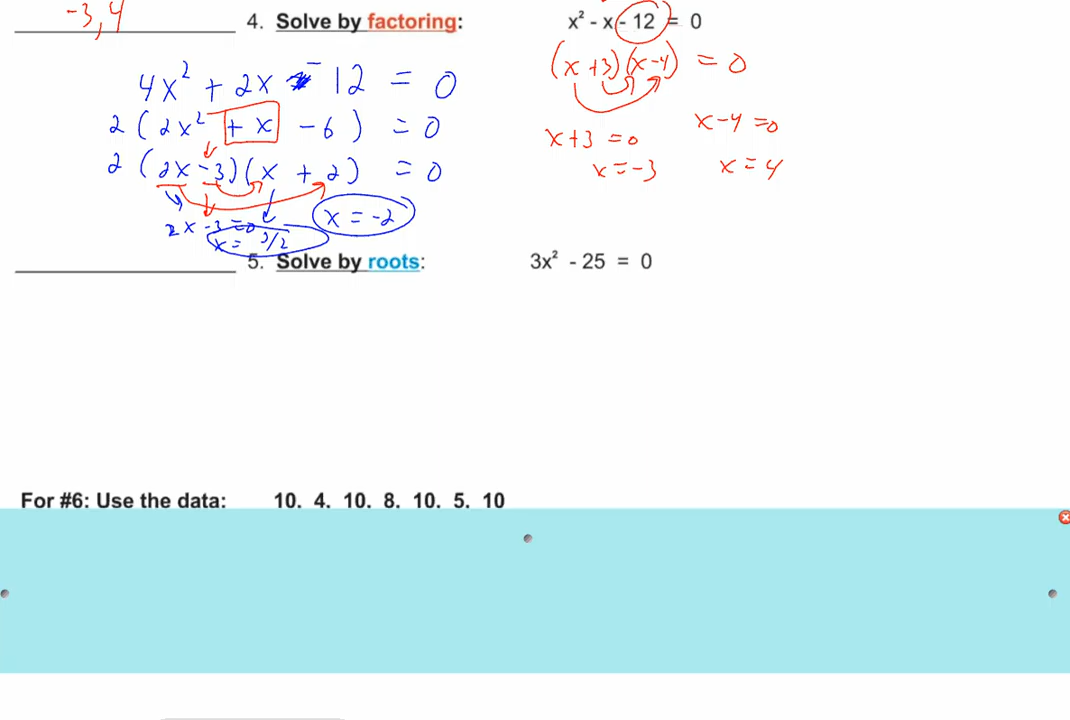 -3, 4
4. Solve by factoring: x² - x - 12 = 0
(x +3)(x-4) = 0
x+3 =0
x-4 =0
x=-3
x=4
4x² + 2x - 12 = 0
2 ( 2x² + x - 6 ) = 0
2 ( 2x -3)(x + 2) = 0
2x -3 =0
x = 3/2
x = -2
5. Solve by roots: 3x² - 25 = 0
For #6: Use the data: 10, 4, 10, 8, 10, 5, 10